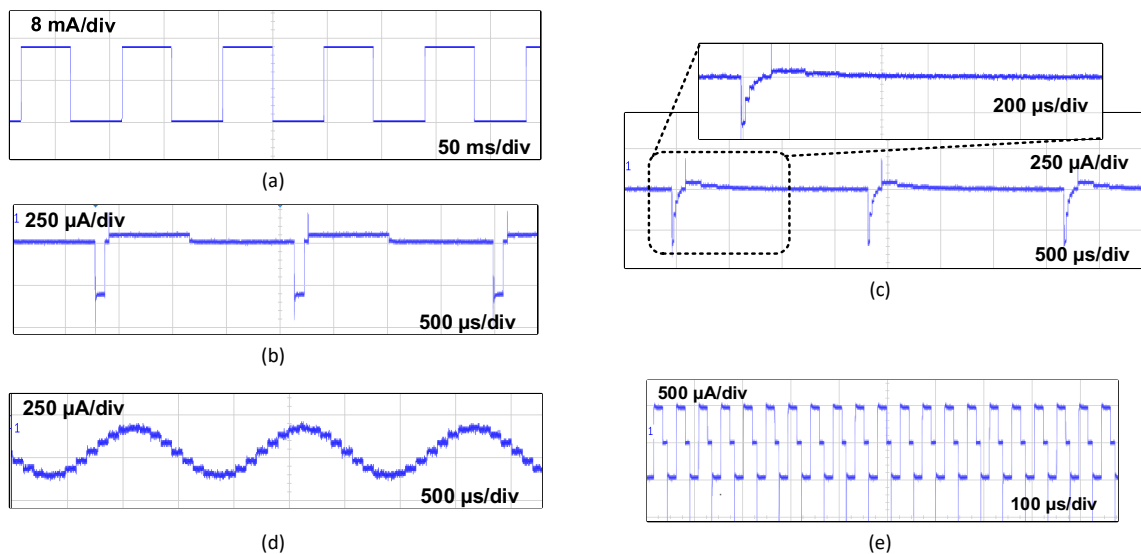 8 mA/div
50 ms/div
(a)
1
250 µA/div
500 µs/div
(b)
200 µs/div
1
250 µA/div
500 µs/div
(c)
250 µA/div
1
500 µs/div
(d)
500 µA/div
1
100 µs/div
(e)